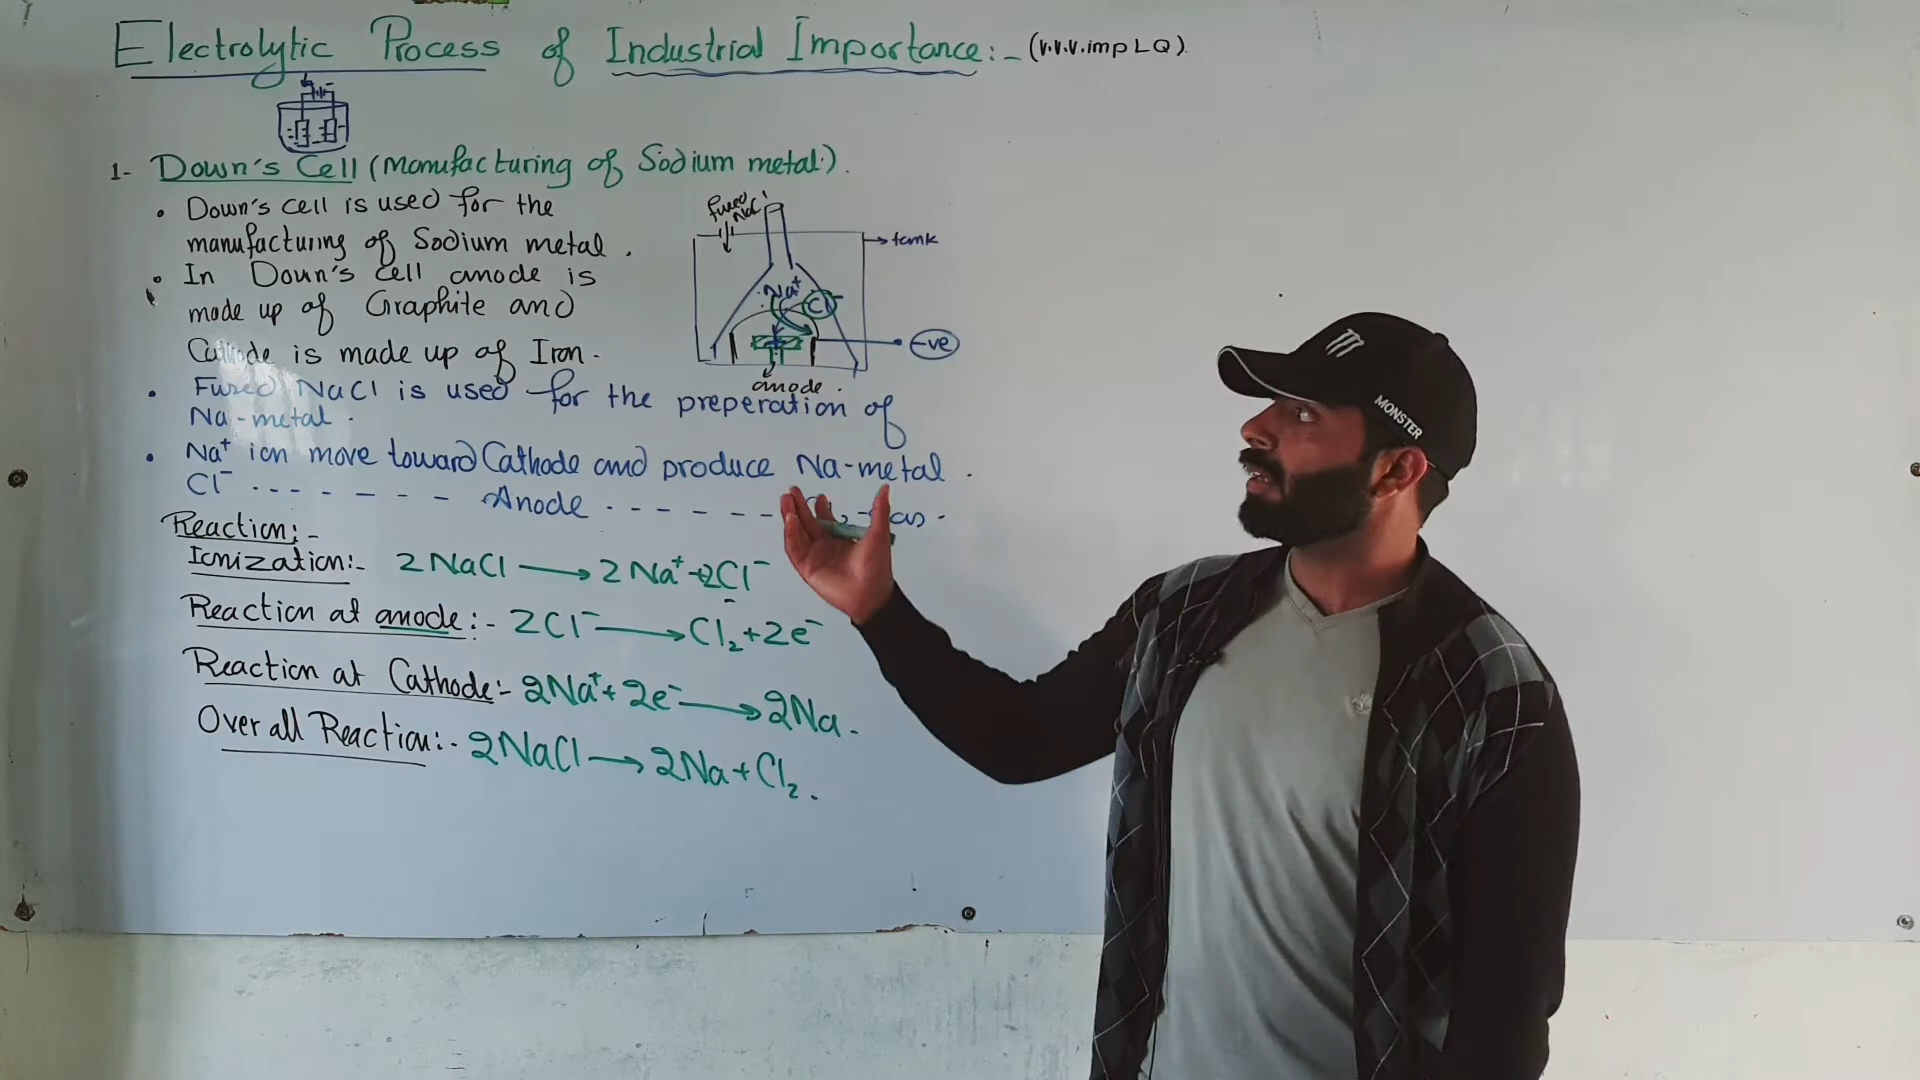 Electrolytic Process of Industrial Importance:- (v.v.v.imp LQ)
1- Down's Cell (Manufacturing of Sodium metal).
• Down's cell is used for the
manufacturing of Sodium metal.
• In Down's cell anode is
made up of Graphite and
Cathode is made up of Iron.
fused
NaCl
→ tank
Na⁺
Cl⁻
-ve
anode.
• Fused NaCl is used for the preperation of
Na-metal.
• Na⁺ ion move toward Cathode and produce Na-metal.
Cl⁻ - - - - - - Anode - - - - - - Gas.
Reaction:-
Ionization:- 2NaCl → 2Na⁺ + 2Cl⁻
Reaction at anode:- 2Cl⁻ → Cl₂ + 2e⁻
Reaction at Cathode:- 2Na⁺ + 2e⁻ → 2Na.
Over all Reaction:- 2NaCl → 2Na + Cl₂.
MONSTER